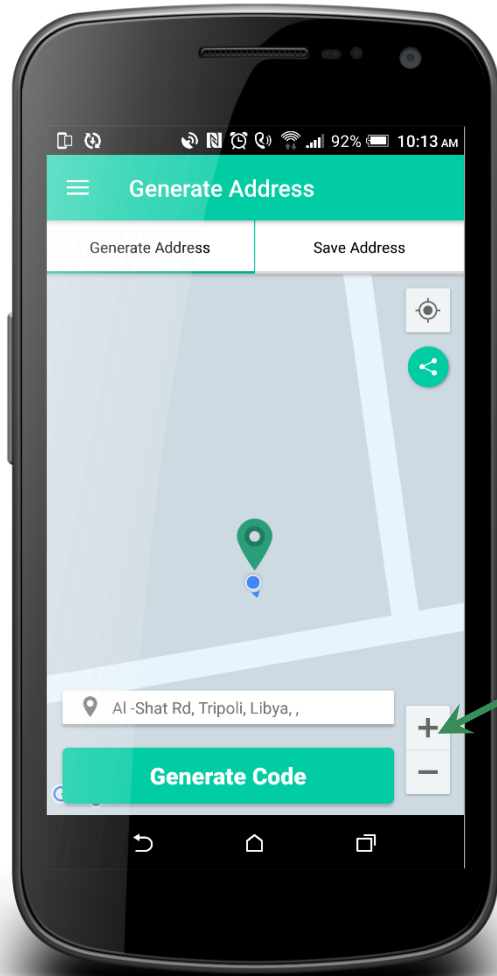 92% 10:13 AM
Generate Address
Generate Address Save Address
Al -Shat Rd, Tripoli, Libya, ,
+
Generate Code
−